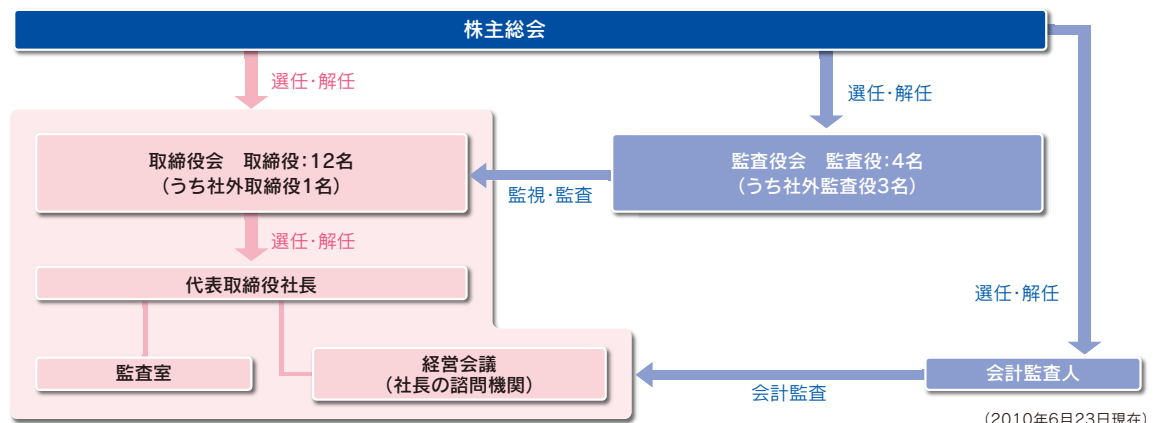 株主総会
選任・解任
選任・解任
取締役会　取締役：12名
（うち社外取締役1名）
監査役会　監査役：4名
（うち社外監査役3名）
監視・監査
選任・解任
代表取締役社長
選任・解任
監査室
経営会議
（社長の諮問機関）
会計監査人
会計監査
（2010年6月23日現在）